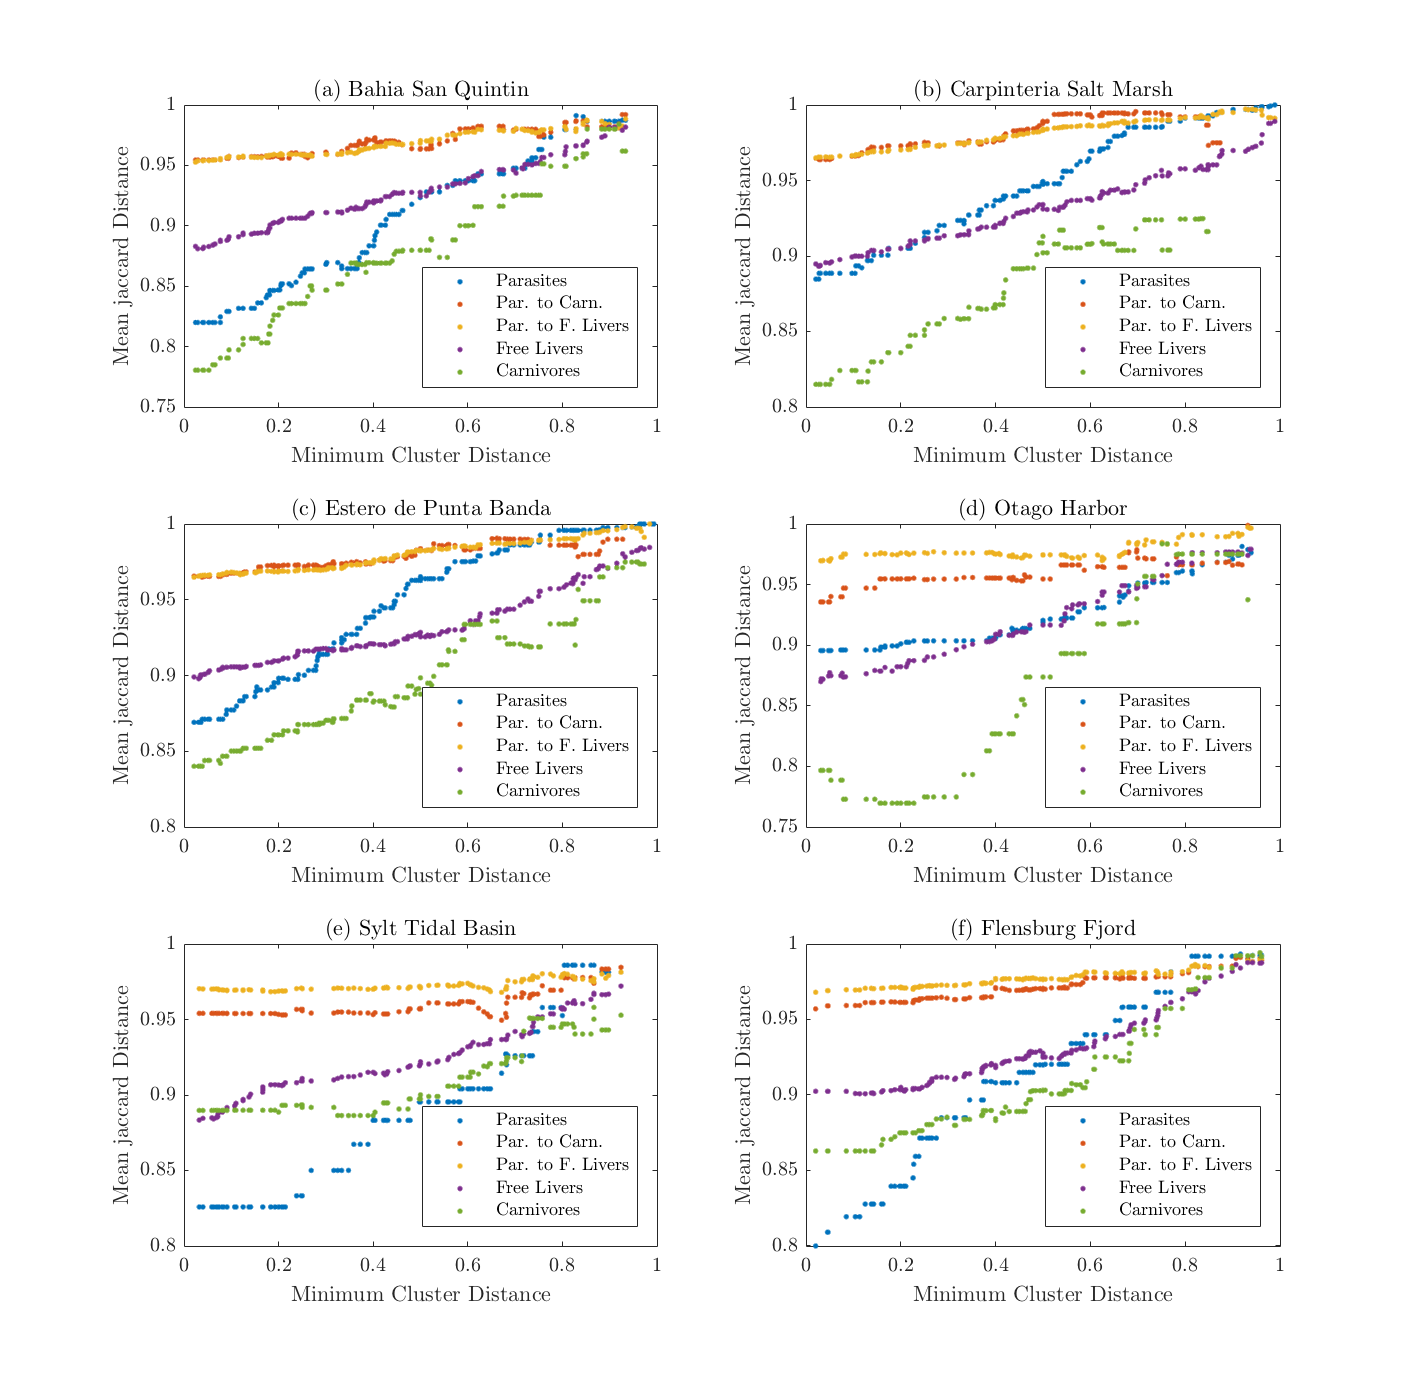 (a) Bahia San Quintin
Mean jaccard Distance
1
0.95
0.9
0.85
0.8
0.75
0 0.2 0.4 0.6 0.8 1
Minimum Cluster Distance
Parasites
Par. to Carn.
Par. to F. Livers
Free Livers
Carnivores
(b) Carpinteria Salt Marsh
Mean jaccard Distance
1
0.95
0.9
0.85
0.8
0 0.2 0.4 0.6 0.8 1
Minimum Cluster Distance
Parasites
Par. to Carn.
Par. to F. Livers
Free Livers
Carnivores
(c) Estero de Punta Banda
Mean jaccard Distance
1
0.95
0.9
0.85
0.8
0 0.2 0.4 0.6 0.8 1
Minimum Cluster Distance
Parasites
Par. to Carn.
Par. to F. Livers
Free Livers
Carnivores
(d) Otago Harbor
Mean jaccard Distance
1
0.95
0.9
0.85
0.8
0.75
0 0.2 0.4 0.6 0.8 1
Minimum Cluster Distance
Parasites
Par. to Carn.
Par. to F. Livers
Free Livers
Carnivores
(e) Sylt Tidal Basin
Mean jaccard Distance
1
0.95
0.9
0.85
0.8
0 0.2 0.4 0.6 0.8 1
Minimum Cluster Distance
Parasites
Par. to Carn.
Par. to F. Livers
Free Livers
Carnivores
(f) Flensburg Fjord
Mean jaccard Distance
1
0.95
0.9
0.85
0.8
0 0.2 0.4 0.6 0.8 1
Minimum Cluster Distance
Parasites
Par. to Carn.
Par. to F. Livers
Free Livers
Carnivores